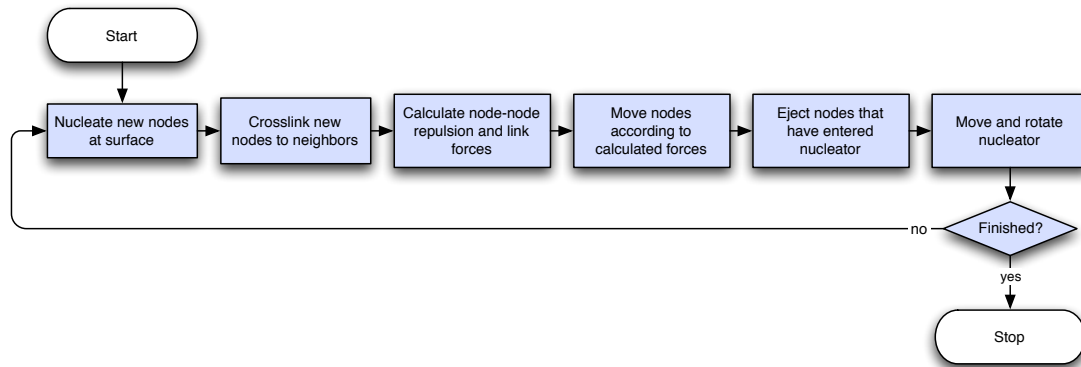 Start
Nucleate new nodes
at surface
Crosslink new
nodes to neighbors
Calculate node-node
repulsion and link
forces
Move nodes
according to
calculated forces
Eject nodes that
have entered
nucleator
Move and rotate
nucleator
Finished?
no
yes
Stop